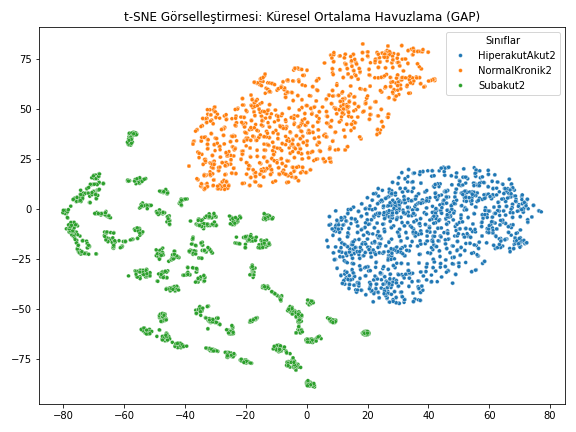 t-SNE Görselleştirmesi: Küresel Ortalama Havuzlama (GAP)
Sınıflar
HiperakutAkut2
NormalKronik2
Subakut2
75
50
25
0
−25
−50
−75
−80 −60 −40 −20 0 20 40 60 80